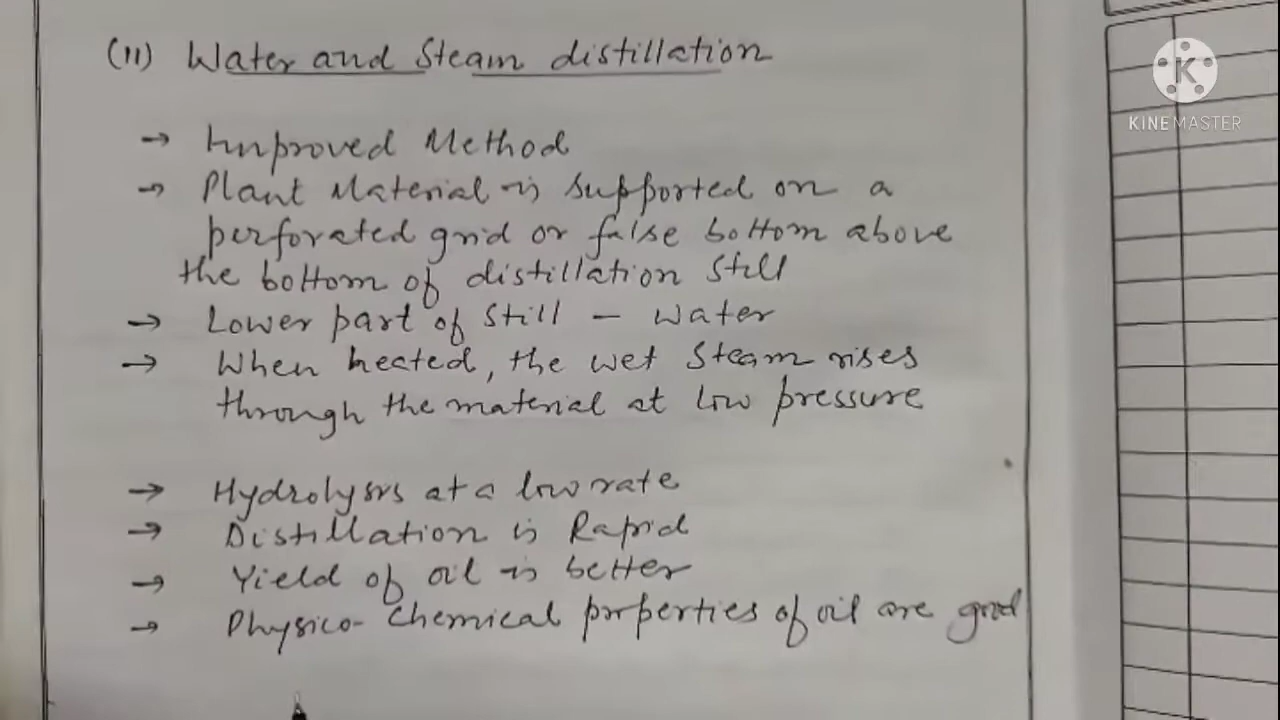 (11) Water and Steam distillation
→ Improved Method
→ Plant Material is supported on a
perforated grid or false bottom above
the bottom of distillation still
→ Lower part of still - water
→ When heated, the wet steam rises
through the material at low pressure
→ Hydrolysis at a low rate
→ Distillation is Rapid
→ Yield of oil is better
→ Physico-Chemical properties of oil are good
K
KINEMASTER